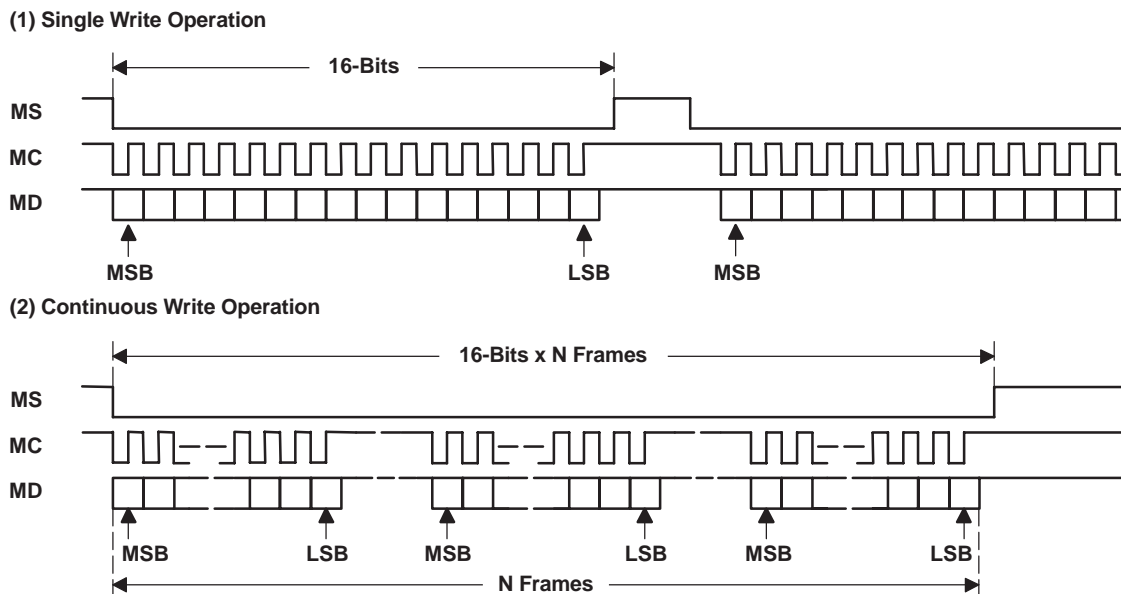 (1) Single Write Operation
16-Bits
MS
MC
MD
MSB LSB MSB
(2) Continuous Write Operation
16-Bits x N Frames
MS
MC
MD
MSB LSB MSB LSB MSB LSB
N Frames